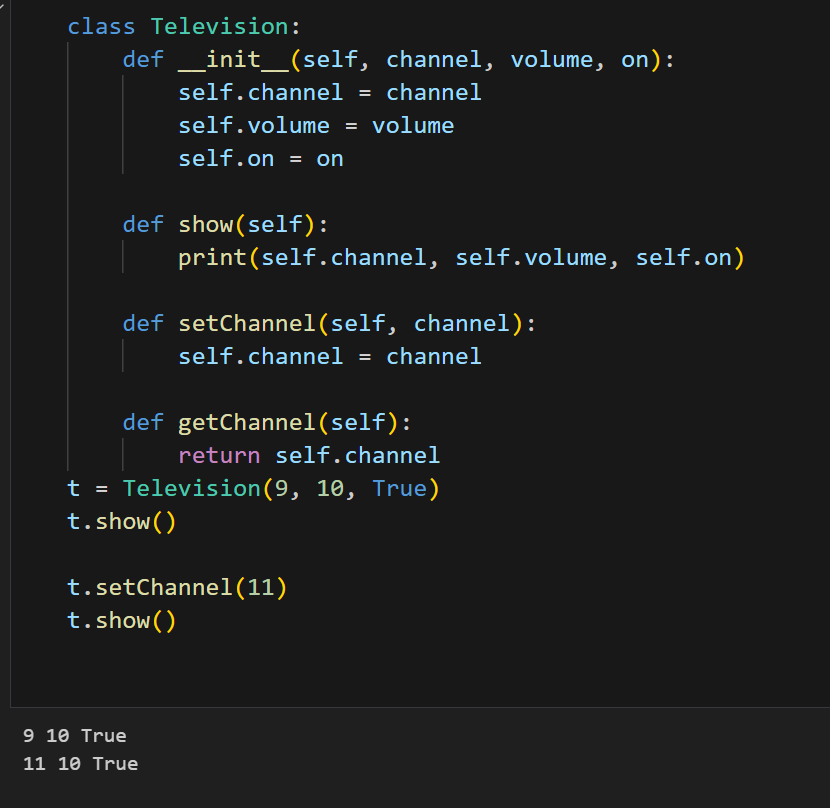 class Television:
    def __init__(self, channel, volume, on):
        self.channel = channel
        self.volume = volume
        self.on = on

    def show(self):
        print(self.channel, self.volume, self.on)

    def setChannel(self, channel):
        self.channel = channel

    def getChannel(self):
        return self.channel
t = Television(9, 10, True)
t.show()

t.setChannel(11)
t.show()

9 10 True
11 10 True